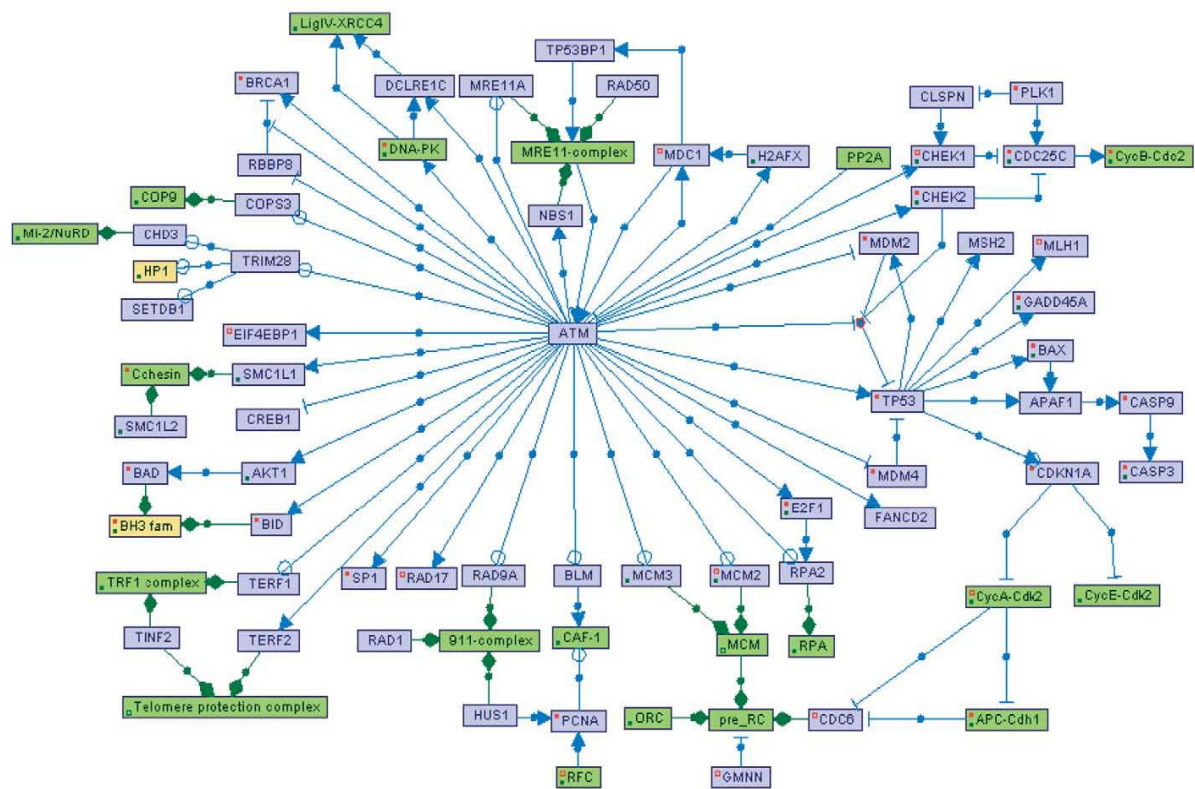 LigIV-XRCC4
TP53BP1
BRCA1
DCLRE1C
MRE11A
RAD50
CLSPN
PLK1
DNA-PK
MRE11-complex
MDC1
H2AFX
PP2A
CHEK1
CDC25C
CycB-Cdc2
RBBP8
COP9
COPS3
NBS1
CHEK2
Mi-2/NuRD
CHD3
MDM2
MSH2
MLH1
HP1
TRIM28
SETDB1
GADD45A
EIF4EBP1
ATM
BAX
Cohesin
SMC1L1
TP53
APAF1
CASP9
CREB1
SMC1L2
BAD
AKT1
MDM4
CDKN1A
CASP3
BH3 fam
BID
E2F1
FANCD2
TRF1 complex
TERF1
SP1
RAD17
RAD9A
BLM
MCM3
MCM2
RPA2
CycA-Cdk2
CycE-Cdk2
TINF2
TERF2
RAD1
911-complex
CAF-1
MCM
RPA
Telomere protection complex
HUS1
PCNA
ORC
pre_RC
CDC6
APC-Cdh1
RFC
GMNN